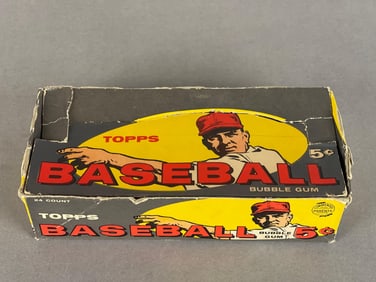 TOPPS
5¢
BASEBALL
BUBBLE GUM
24 COUNT
TOPPS
BASEBALL
BUBBLE
GUM
5¢